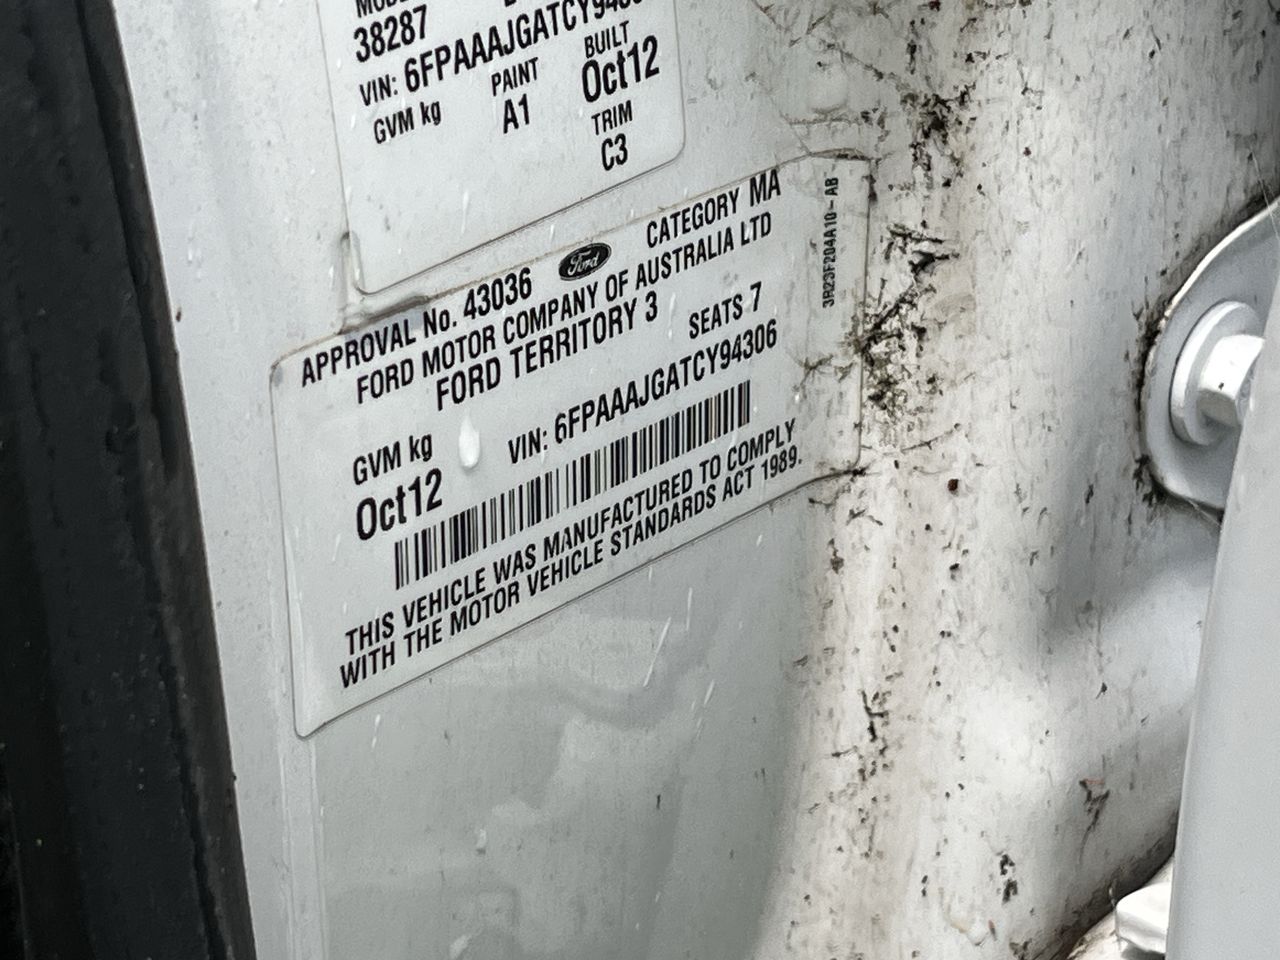 38287
VIN: 6FPAAAJGATCY94306
GVM kg
PAINT
A1
BUILT
Oct12
TRIM
C3
APPROVAL No. 43036 Ford CATEGORY MA
FORD MOTOR COMPANY OF AUSTRALIA LTD
FORD TERRITORY 3
SEATS 7
GVM kg
Oct12
VIN: 6FPAAAJGATCY94306
THIS VEHICLE WAS MANUFACTURED TO COMPLY
WITH THE MOTOR VEHICLE STANDARDS ACT 1989.
3R23F204A10-AB